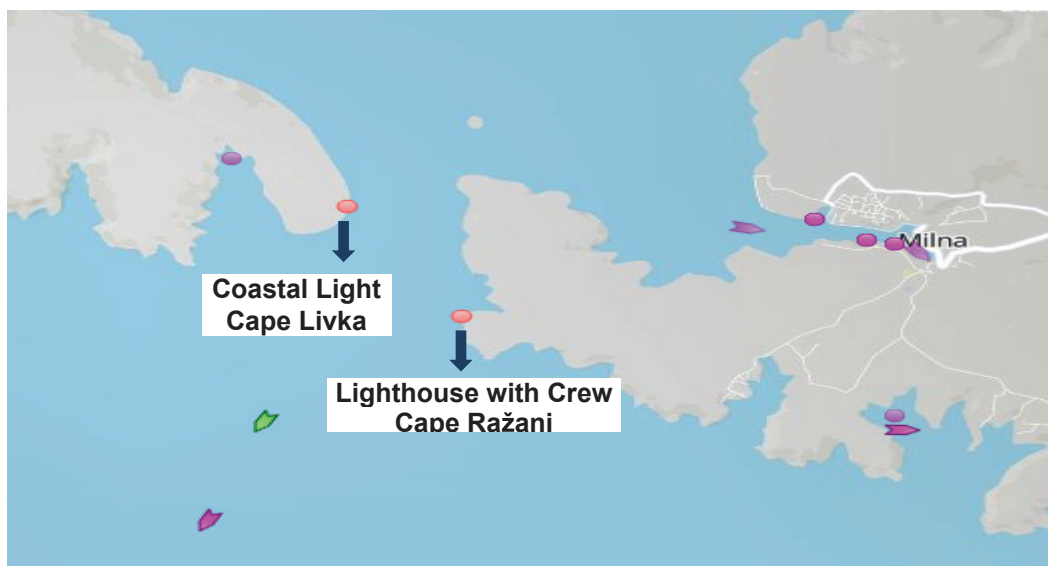 Milna
Coastal Light
Cape Livka
Lighthouse with Crew
Cape Ražani